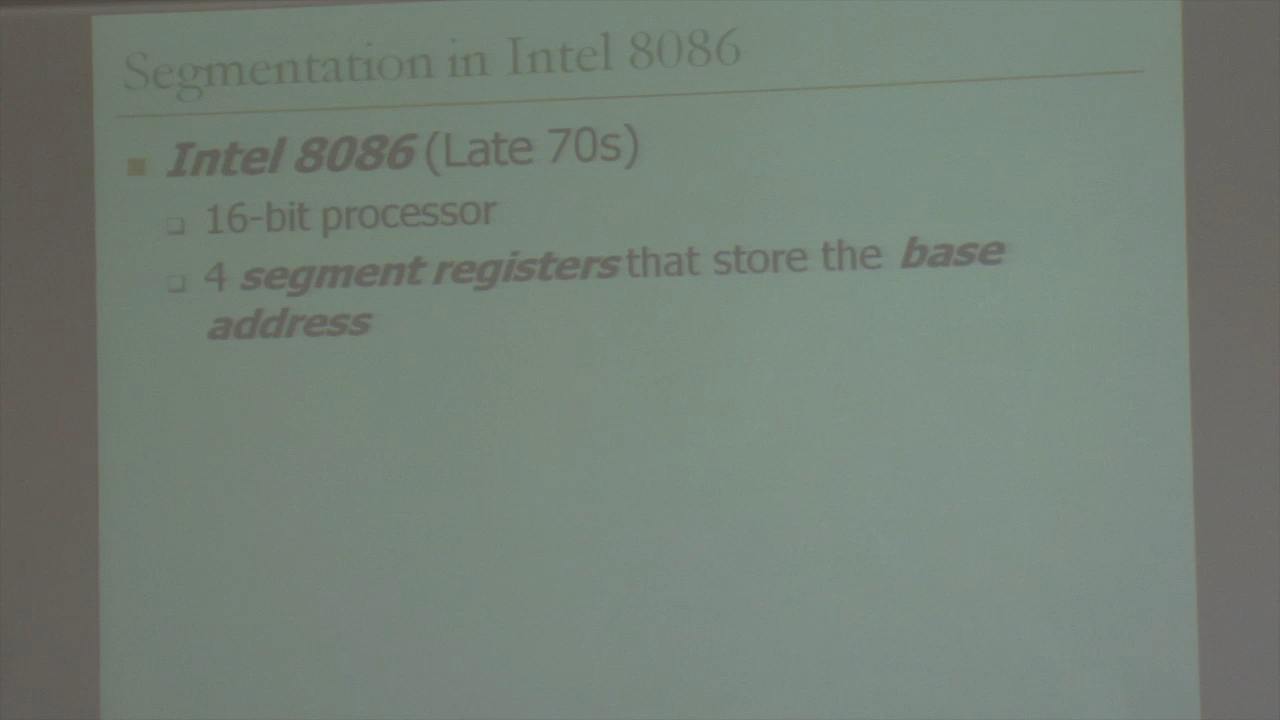 Segmentation in Intel 8086
Intel 8086 (Late 70s)
16-bit processor
4 segment registers that store the base
address